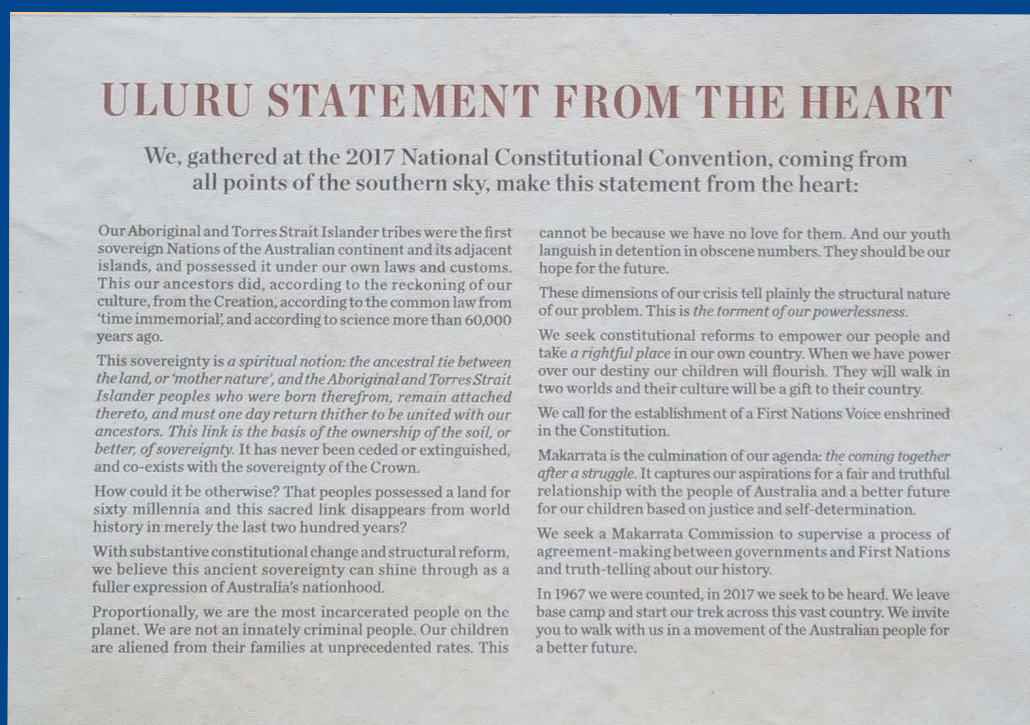 ULURU STATEMENT FROM THE HEART
We, gathered at the 2017 National Constitutional Convention, coming from
all points of the southern sky, make this statement from the heart:
Our Aboriginal and Torres Strait Islander tribes were the first
sovereign Nations of the Australian continent and its adjacent
islands, and possessed it under our own laws and customs.
This our ancestors did, according to the reckoning of our
culture, from the Creation, according to the common law from
‘time immemorial’, and according to science more than 60,000
years ago.
This sovereignty is a spiritual notion: the ancestral tie between
the land, or ‘mother nature’, and the Aboriginal and Torres Strait
Islander peoples who were born therefrom, remain attached
thereto, and must one day return thither to be united with our
ancestors. This link is the basis of the ownership of the soil, or
better, of sovereignty. It has never been ceded or extinguished,
and co-exists with the sovereignty of the Crown.
How could it be otherwise? That peoples possessed a land for
sixty millennia and this sacred link disappears from world
history in merely the last two hundred years?
With substantive constitutional change and structural reform,
we believe this ancient sovereignty can shine through as a
fuller expression of Australia’s nationhood.
Proportionally, we are the most incarcerated people on the
planet. We are not an innately criminal people. Our children
are aliened from their families at unprecedented rates. This
cannot be because we have no love for them. And our youth
languish in detention in obscene numbers. They should be our
hope for the future.
These dimensions of our crisis tell plainly the structural nature
of our problem. This is the torment of our powerlessness.
We seek constitutional reforms to empower our people and
take a rightful place in our own country. When we have power
over our destiny our children will flourish. They will walk in
two worlds and their culture will be a gift to their country.
We call for the establishment of a First Nations Voice enshrined
in the Constitution.
Makarrata is the culmination of our agenda: the coming together
after a struggle. It captures our aspirations for a fair and truthful
relationship with the people of Australia and a better future
for our children based on justice and self-determination.
We seek a Makarrata Commission to supervise a process of
agreement-making between governments and First Nations
and truth-telling about our history.
In 1967 we were counted, in 2017 we seek to be heard. We leave
base camp and start our trek across this vast country. We invite
you to walk with us in a movement of the Australian people for
a better future.